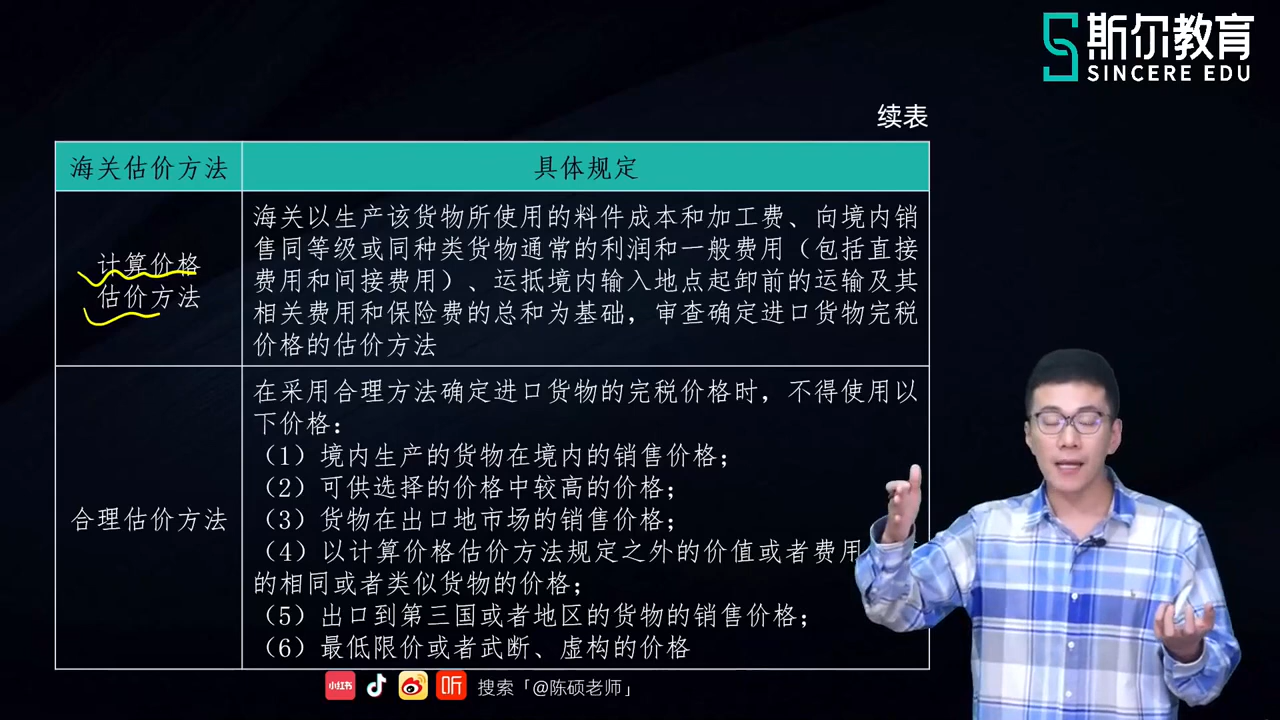 斯尔教育
SINCERE EDU
续表
海关估价方法
具体规定
计算价格
估价方法
海关以生产该货物所使用的料件成本和加工费、向境内销
售同等级或同种类货物通常的利润和一般费用（包括直接
费用和间接费用）、运抵境内输入地点起卸前的运输及其
相关费用和保险费的总和为基础，审查确定进口货物完税
价格的估价方法
合理估价方法
在采用合理方法确定进口货物的完税价格时，不得使用以
下价格：
（1）境内生产的货物在境内的销售价格；
（2）可供选择的价格中较高的价格；
（3）货物在出口地市场的销售价格；
（4）以计算价格估价方法规定之外的价值或者费用
的相同或者类似货物的价格；
（5）出口到第三国或者地区的货物的销售价格；
（6）最低限价或者武断、虚构的价格
小红书
听
搜索「@陈硕老师」